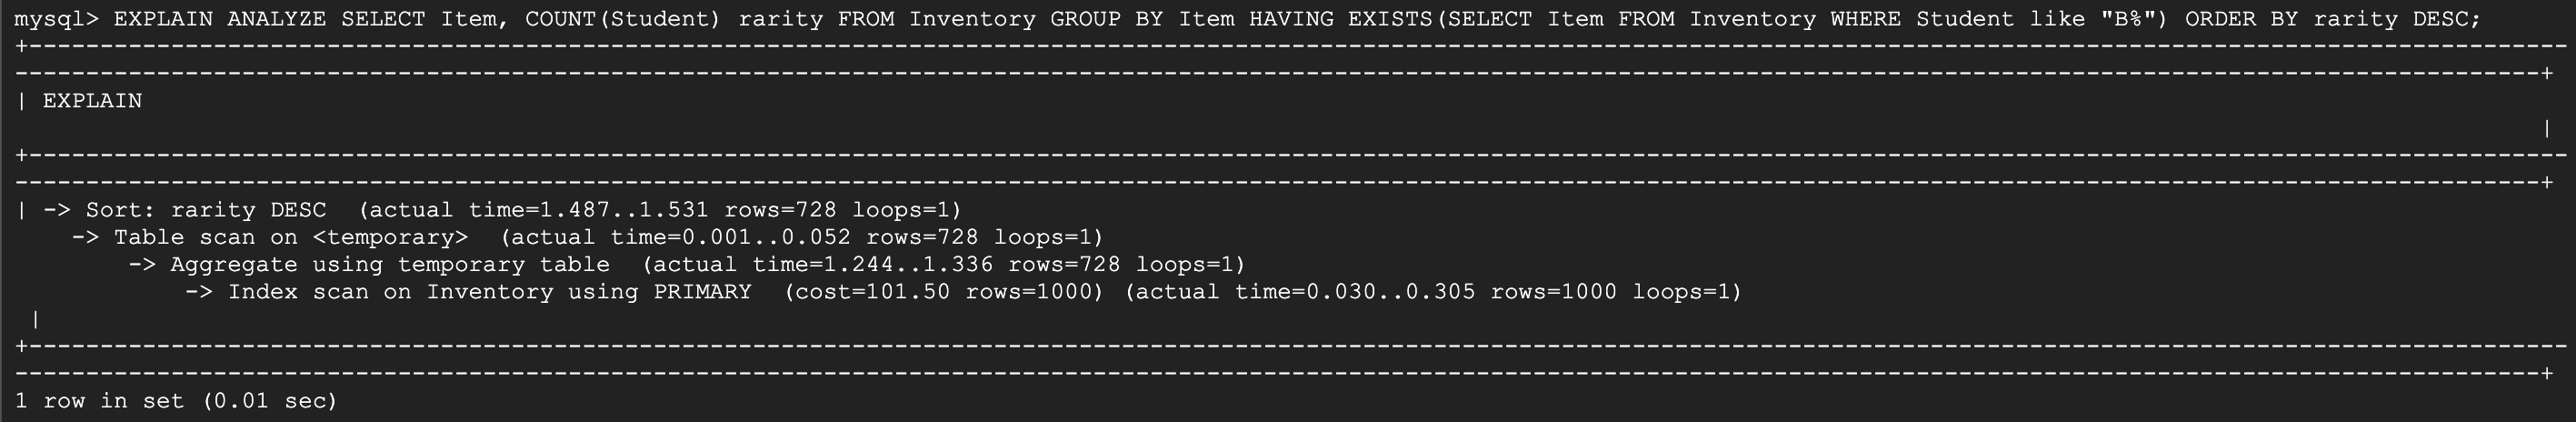 mysql> EXPLAIN ANALYZE SELECT Item, COUNT(Student) rarity FROM Inventory GROUP BY Item HAVING EXISTS(SELECT Item FROM Inventory WHERE Student like "B%") ORDER BY rarity DESC;
| EXPLAIN
|
| -> Sort: rarity DESC  (actual time=1.487..1.531 rows=728 loops=1)
    -> Table scan on <temporary>  (actual time=0.001..0.052 rows=728 loops=1)
        -> Aggregate using temporary table  (actual time=1.244..1.336 rows=728 loops=1)
            -> Index scan on Inventory using PRIMARY  (cost=101.50 rows=1000) (actual time=0.030..0.305 rows=1000 loops=1)
 |
1 row in set (0.01 sec)